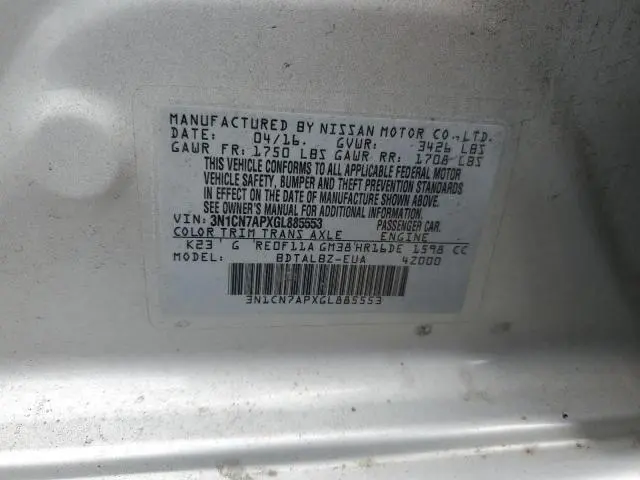 MANUFACTURED BY NISSAN MOTOR CO.,LTD.
DATE: 04/16. GVWR: 3426 LBS
GAWR FR: 1750 LBS GAWR RR: 1708 LBS
THIS VEHICLE CONFORMS TO ALL APPLICABLE FEDERAL MOTOR
VEHICLE SAFETY, BUMPER AND THEFT PREVENTION STANDARDS
IN EFFECT ON THE DATE OF MANUFACTURE SHOWN ABOVE.
SEE OWNER'S MANUAL FOR ADDITIONAL INFORMATION.
VIN: 3N1CN7APXGL885553 PASSENGER CAR.
COLOR TRIM TRANS AXLE ENGINE
K23 G RE0F11A GM38 HR16DE 1598 CC
MODEL: BDTALBZ-EUA 42000
3N1CN7APXGL885553